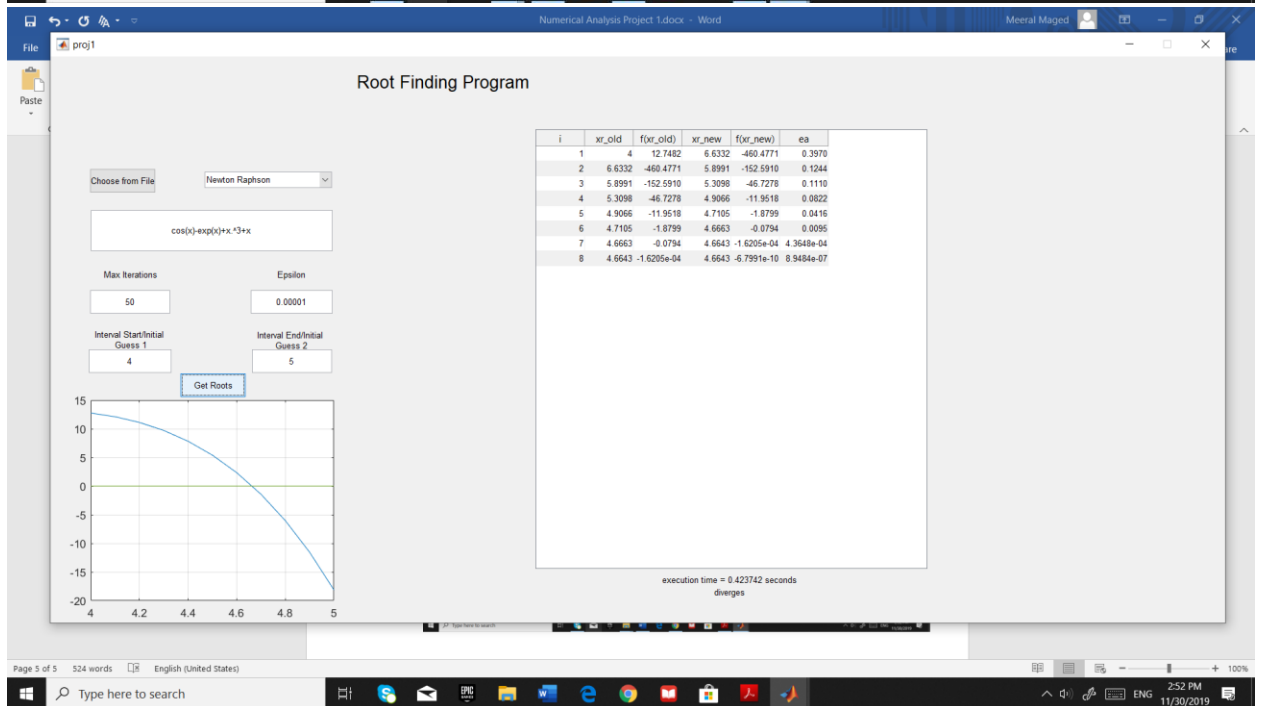 Numerical Analysis Project 1.docx - Word
Meeral Maged
File
proj1
Paste
Root Finding Program
Choose from File
Newton Raphson
cos(x)-exp(x)+x.^3+x
Max Iterations
Epsilon
50
0.00001
Interval Start/Initial
Guess 1
Interval End/Initial
Guess 2
4
5
Get Roots
15
10
5
0
-5
-10
-15
-20
4 4.2 4.4 4.6 4.8 5
i xr_old f(xr_old) xr_new f(xr_new) ea
1 4 12.7482 6.6332 -460.4771 0.3970
2 6.6332 -460.4771 5.8991 -152.5910 0.1244
3 5.8991 -152.5910 5.3098 -46.7278 0.1110
4 5.3098 -46.7278 4.9066 -11.9518 0.0822
5 4.9066 -11.9518 4.7105 -1.8799 0.0416
6 4.7105 -1.8799 4.6663 -0.0794 0.0095
7 4.6663 -0.0794 4.6643 -1.6205e-04 4.3648e-04
8 4.6643 -1.6205e-04 4.6643 -6.7991e-10 8.9484e-07
execution time = 0.423742 seconds
diverges
Page 5 of 5 524 words English (United States)
100%
Type here to search
EPIC
ENG
2:52 PM
11/30/2019